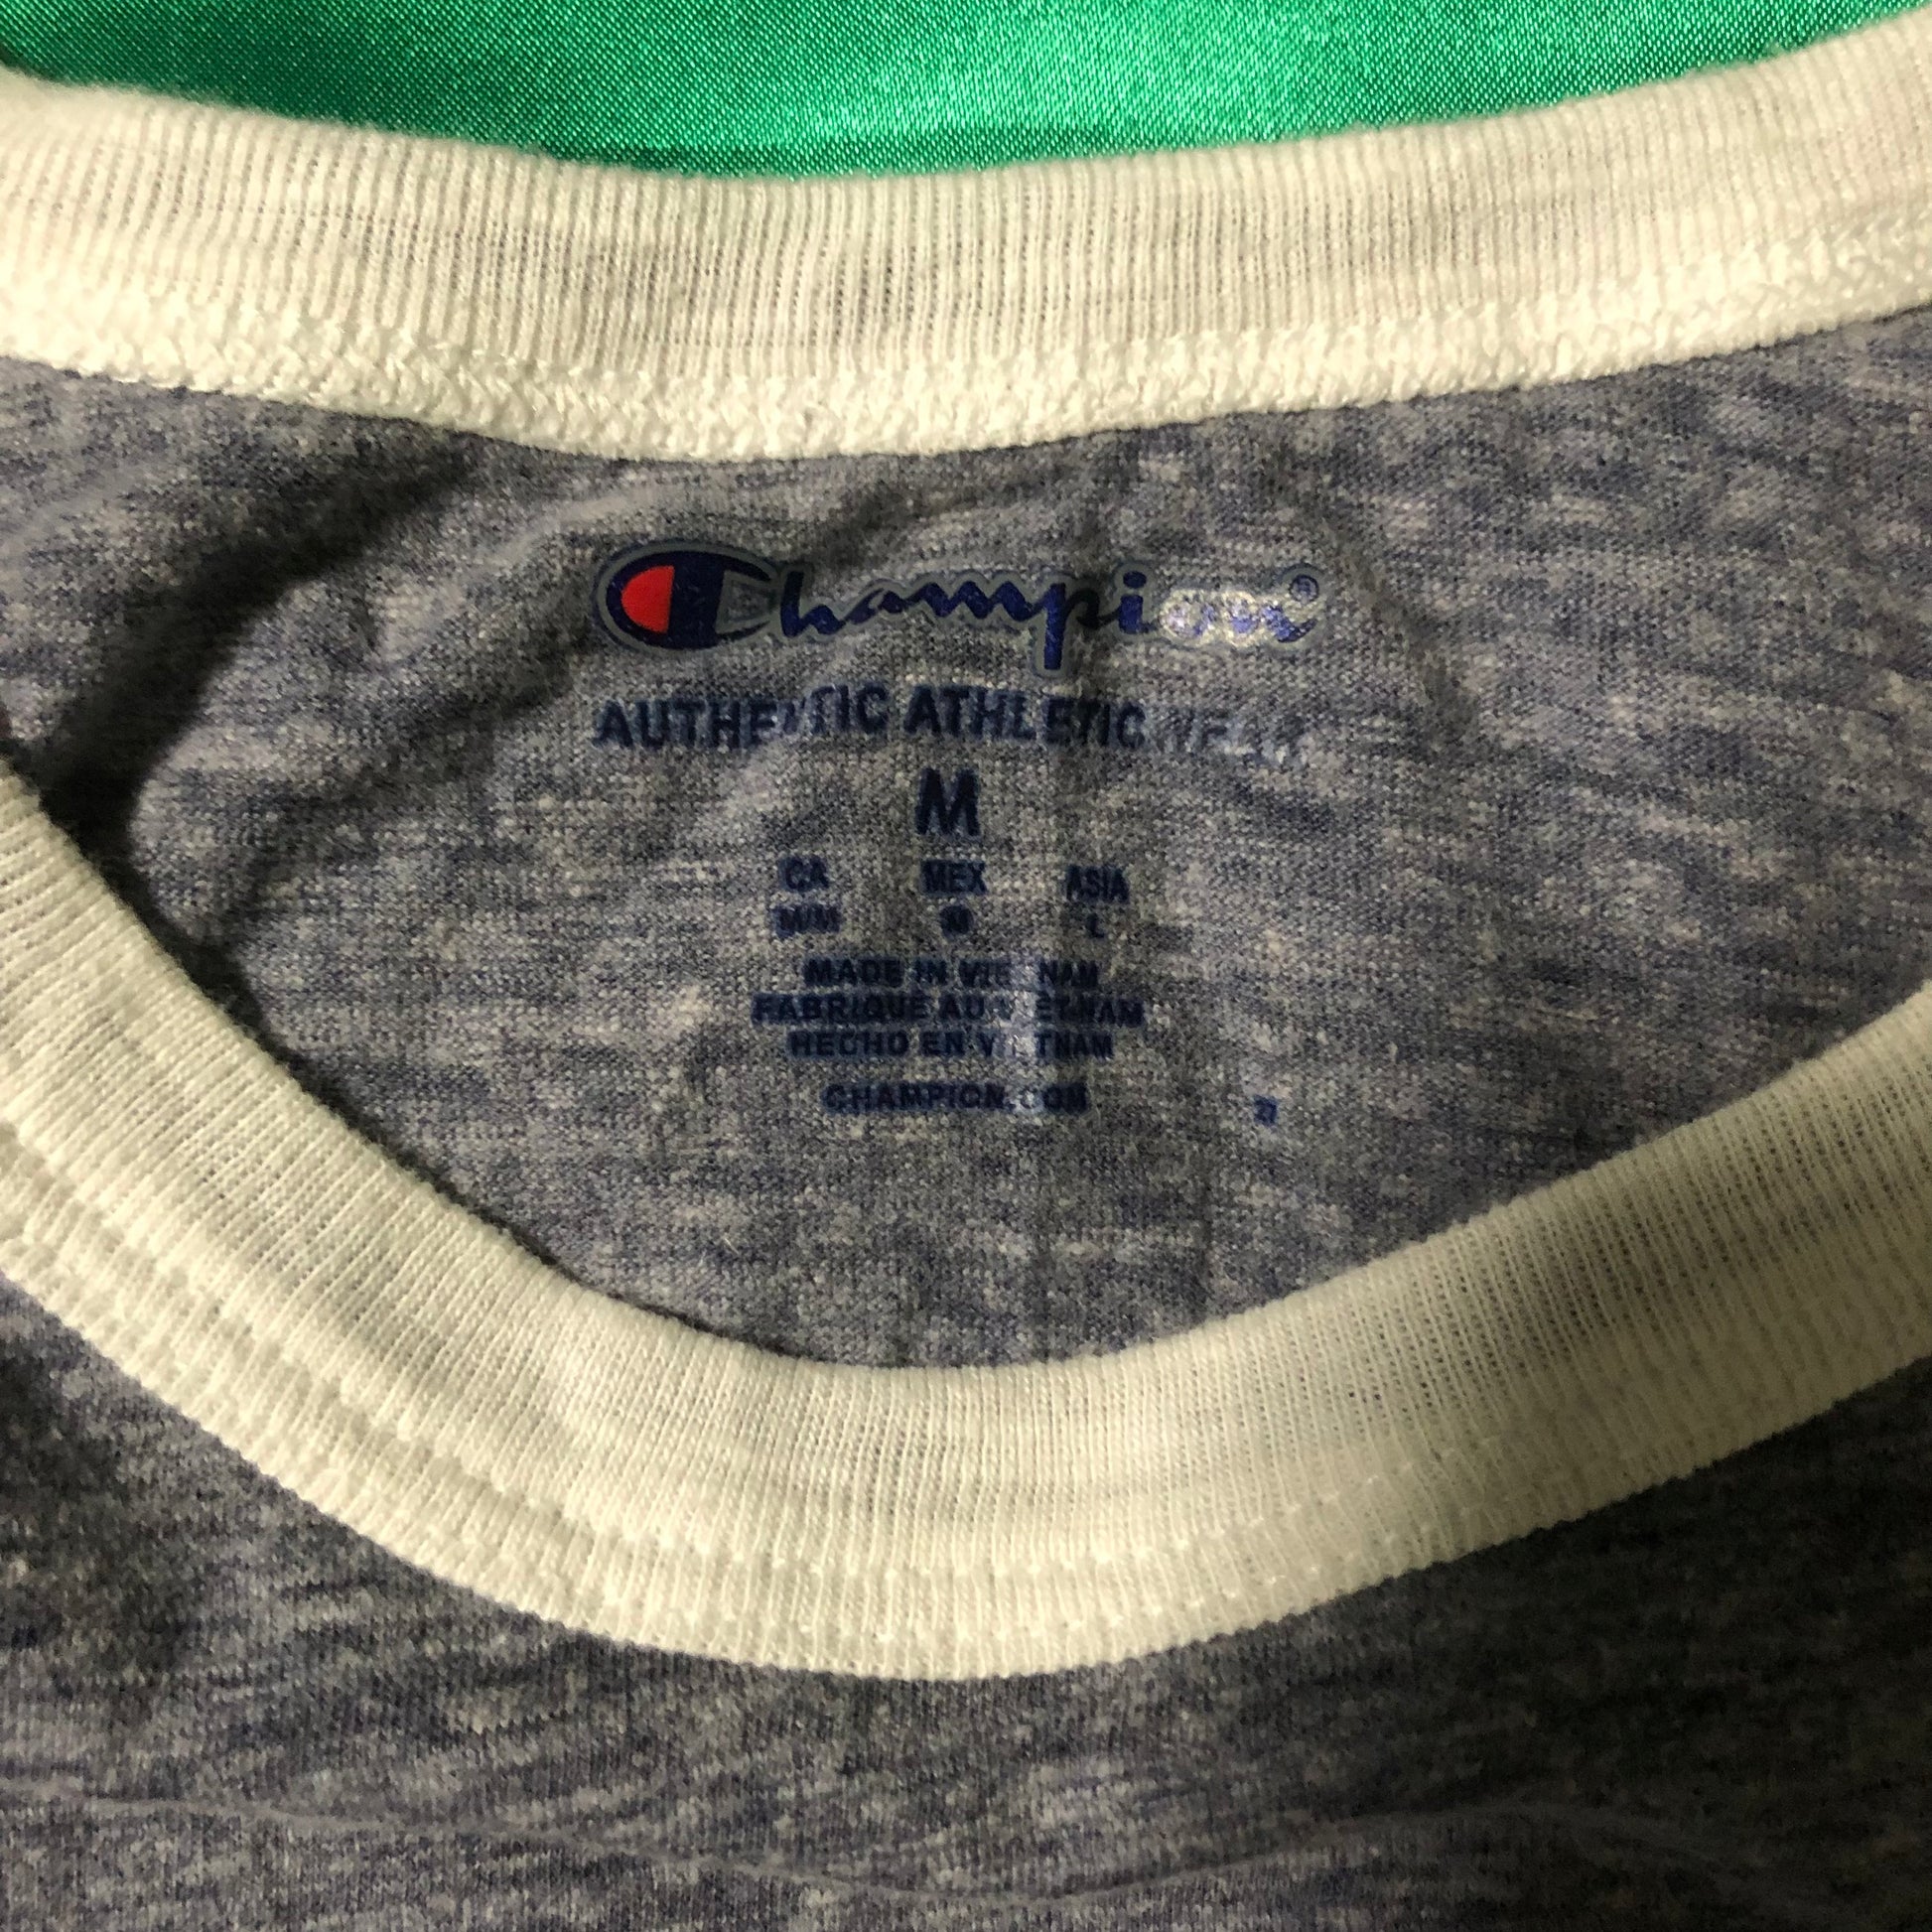 Champion®
AUTHENTIC ATHLETICWEAR
M
CA MEX ASIA
M/M M L
MADE IN VIETNAM
FABRIQUE AU VIETNAM
HECHO EN VIETNAM
CHAMPION.COM